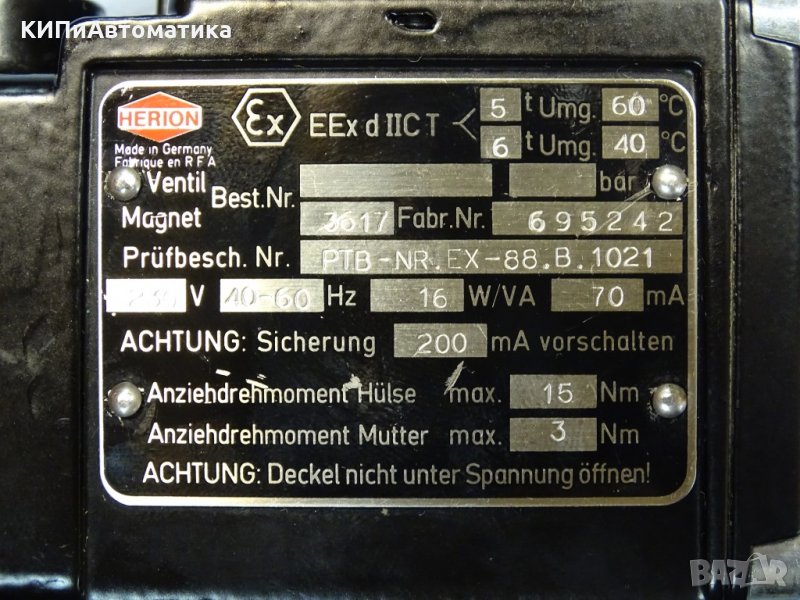 КИПиАвтоматика
HERION
Made in Germany
Fabrique en R F A
Ex EEx d IIC T 5 t Umg. 60 °C
6 t Umg. 40 °C
Ventil Best.Nr. bar
Magnet 3617 Fabr.Nr. 695242
Prüfbesch. Nr. PTB-NR.EX-88.B.1021
230 V 40-60 Hz 16 W/VA 70 mA
ACHTUNG: Sicherung 200 mA vorschalten
Anziehdrehmoment Hülse max. 15 Nm
Anziehdrehmoment Mutter max. 3 Nm
ACHTUNG: Deckel nicht unter Spannung öffnen!
BAZAR